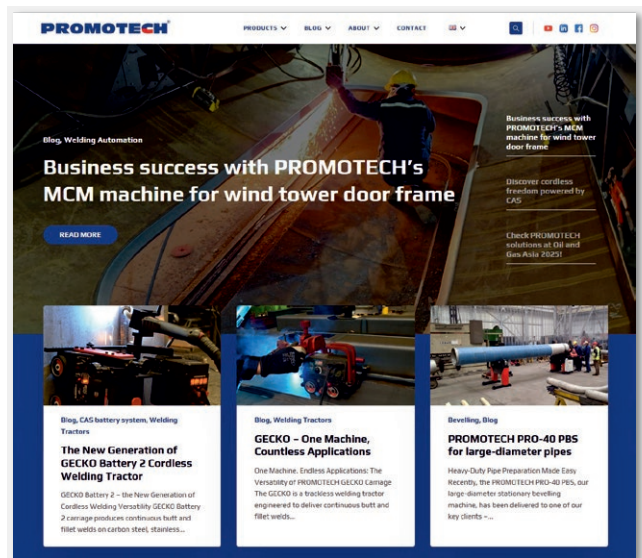 PROMOTECH
PRODUCTS BLOG ABOUT CONTACT
Blog, Welding Automation
Business success with PROMOTECH's
MCM machine for wind tower door frame
READ MORE
Business success with
PROMOTECH's MCM
machine for wind tower
door frame
Discover cordless
freedom powered by
CAS
Check PROMOTECH
solutions at Oil and
Gas Asia 2025!
Blog, CAS battery system, Welding
Tractors
The New Generation of
GECKO Battery 2 Cordless
Welding Tractor
GECKO Battery 2 – the New Generation of
Cordless Welding Versatility GECKO Battery
2 carriage produces continuous butt and
fillet welds on carbon steel, stainless...
Blog, Welding Tractors
GECKO – One Machine,
Countless Applications
One Machine. Endless Applications: The
Versatility of PROMOTECH GECKO Carriage
The GECKO is a trackless welding tractor
engineered to deliver continuous butt and
fillet welds...
Bevelling, Blog
PROMOTECH PRO-40 PBS
for large-diameter pipes
Heavy-Duty Pipe Preparation Made Easy
Recently, the PROMOTECH PRO-40 PBS, our
large-diameter stationary bevelling
machine, has been delivered to one of our
key clients –...